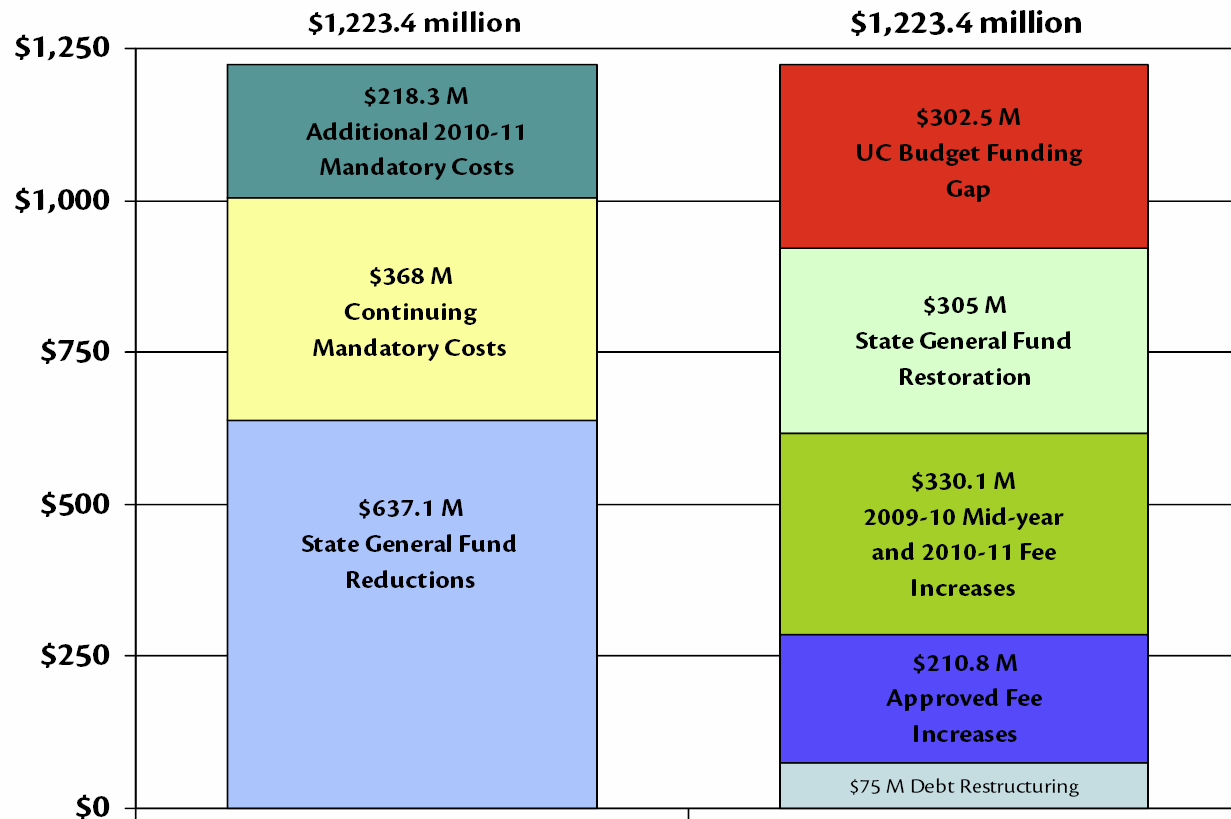 $1,223.4 million
$1,223.4 million
$1,250
$1,000
$750
$500
$250
$0
$218.3 M
Additional 2010-11
Mandatory Costs
$368 M
Continuing
Mandatory Costs
$637.1 M
State General Fund
Reductions
$302.5 M
UC Budget Funding
Gap
$305 M
State General Fund
Restoration
$330.1 M
2009-10 Mid-year
and 2010-11 Fee
Increases
$210.8 M
Approved Fee
Increases
$75 M Debt Restructuring